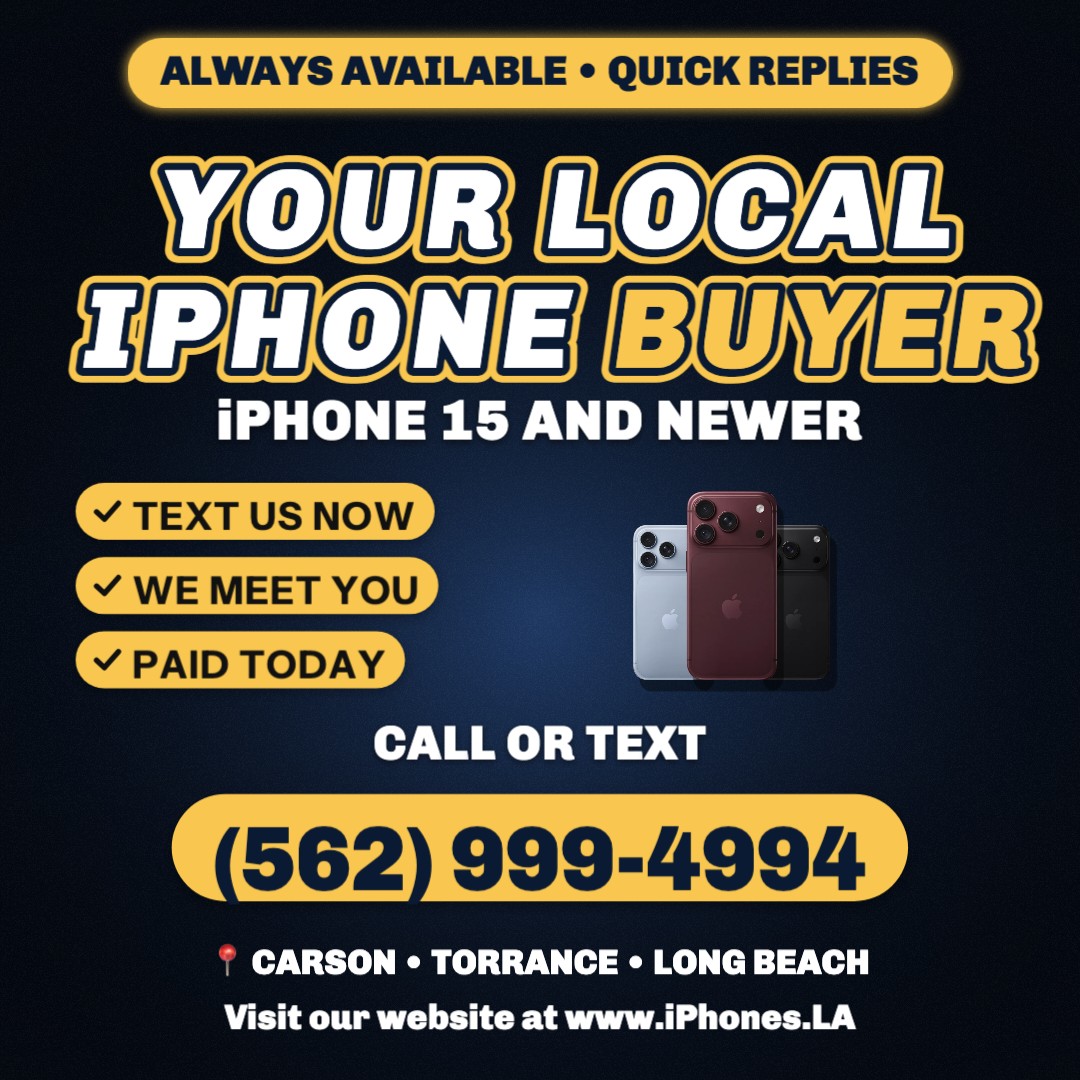 ALWAYS AVAILABLE • QUICK REPLIES
YOUR LOCAL
IPHONE BUYER
iPHONE 15 AND NEWER
✓ TEXT US NOW
✓ WE MEET YOU
✓ PAID TODAY
CALL OR TEXT
(562) 999-4994
📍 CARSON • TORRANCE • LONG BEACH
Visit our website at www.iPhones.LA